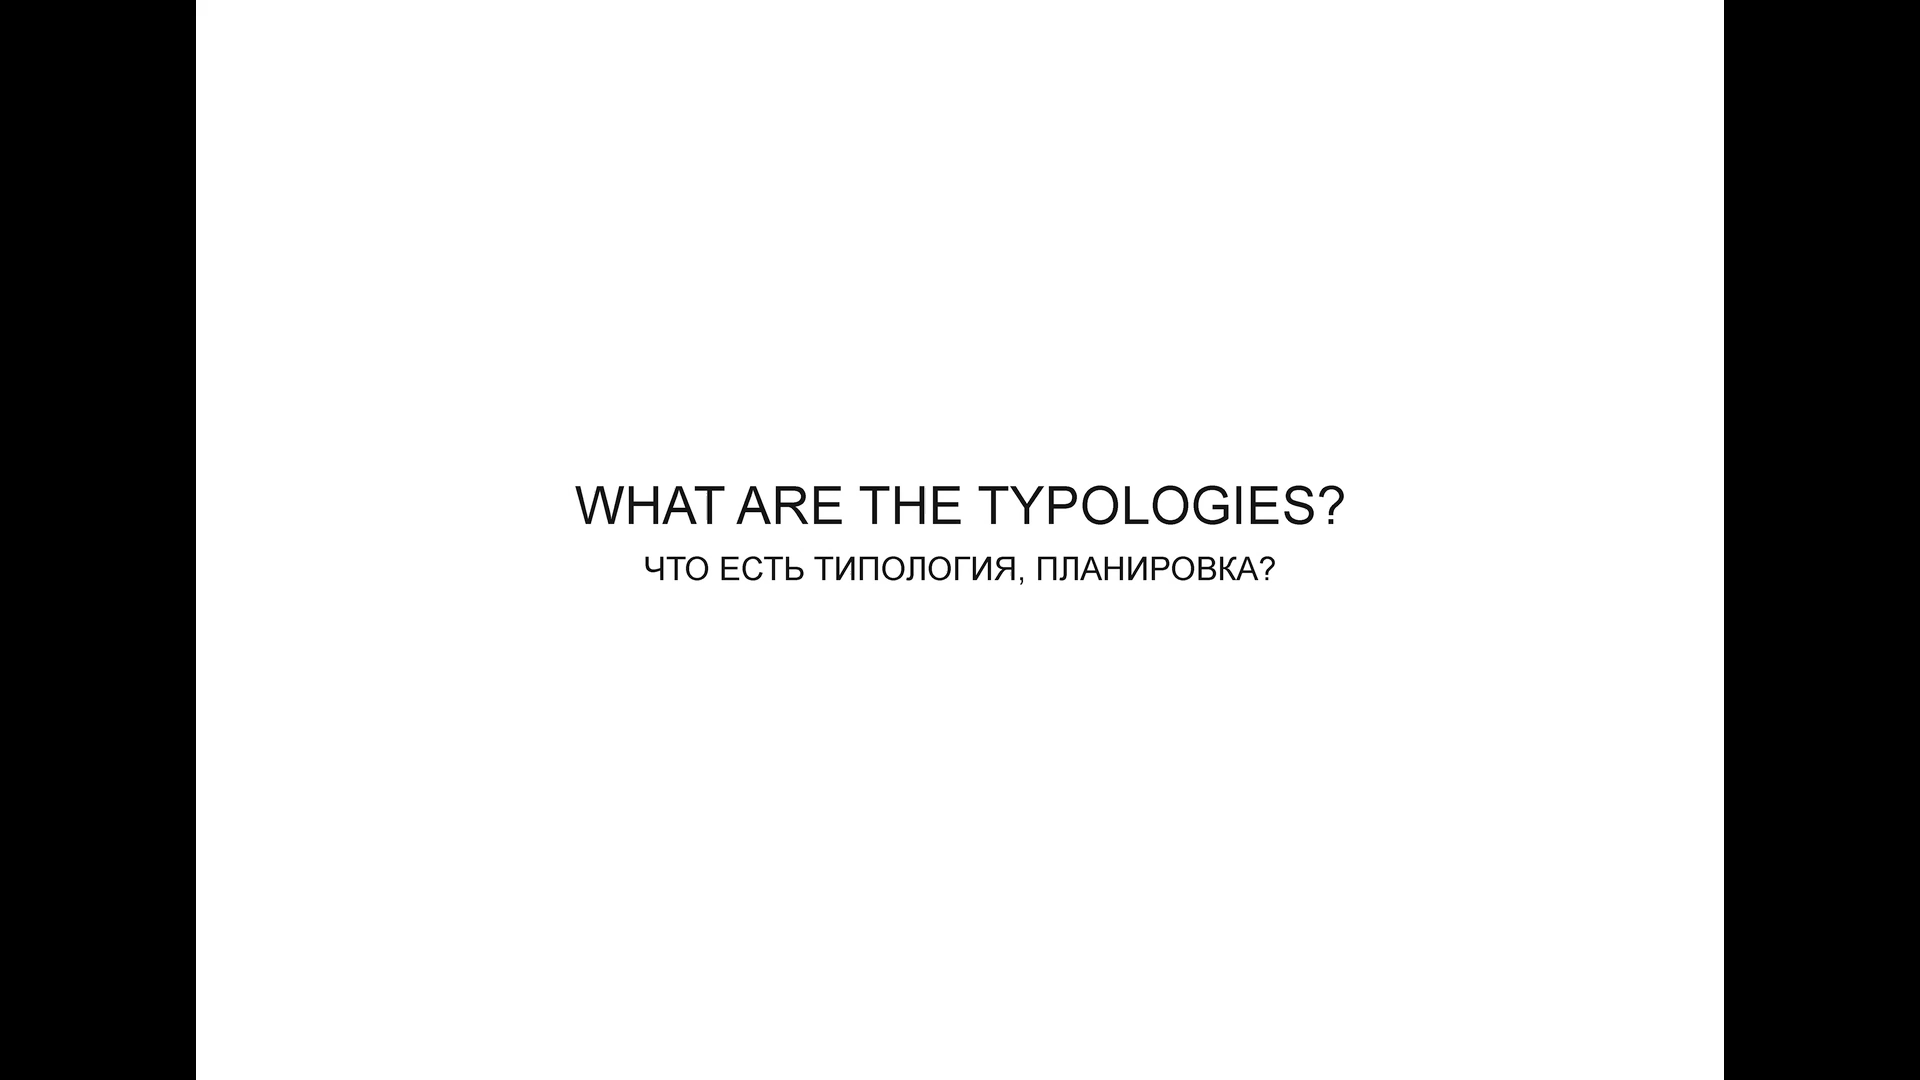 WHAT ARE THE TYPOLOGIES?
ЧТО ЕСТЬ ТИПОЛОГИЯ, ПЛАНИРОВКА?